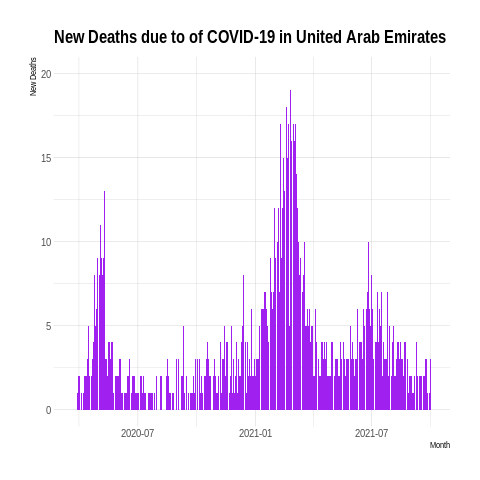 New Deaths due to of COVID-19 in United Arab Emirates
New Deaths
20
15
10
5
0
2020-07
2021-01
2021-07
Month